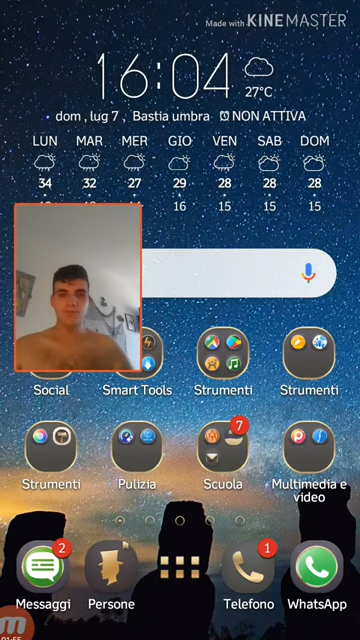 Made with KINEMASTER
16:04
27°C
dom , lug 7 , Bastia umbra NON ATTIVA
LUN MAR MER GIO VEN SAB DOM
34 32 27 29 28 28 28
16 15 15 15
Social Smart Tools Strumenti Strumenti
7
Strumenti Pulizia Scuola Multimedia e
video
2 1
Messaggi Persone Telefono WhatsApp
01:55